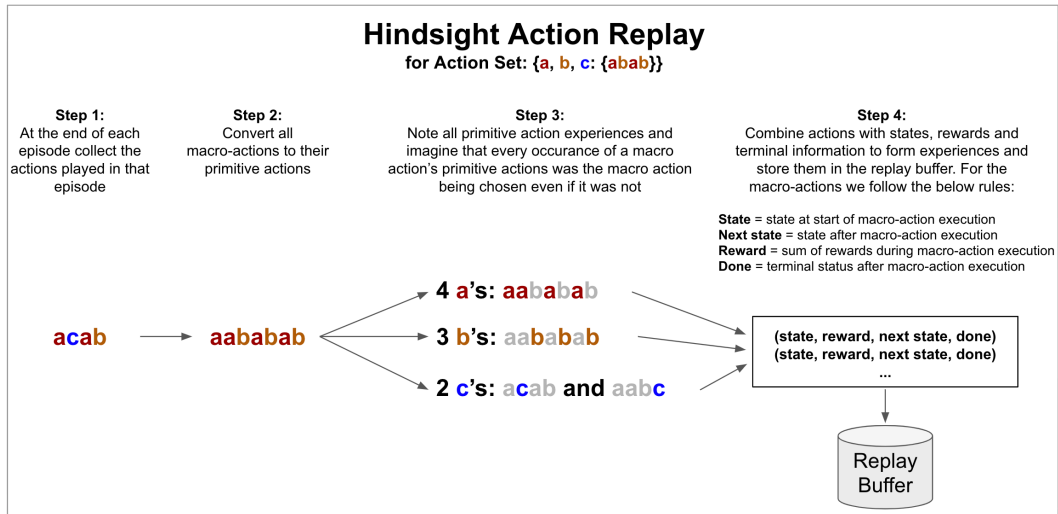 Hindsight Action Replay
for Action Set: {a, b, c: {abab}}
Step 1:
At the end of each
episode collect the
actions played in that
episode
Step 2:
Convert all
macro-actions to their
primitive actions
Step 3:
Note all primitive action experiences and
imagine that every occurance of a macro
action's primitive actions was the macro action
being chosen even if it was not
Step 4:
Combine actions with states, rewards and
terminal information to form experiences and
store them in the replay buffer. For the
macro-actions we follow the below rules:
State = state at start of macro-action execution
Next state = state after macro-action execution
Reward = sum of rewards during macro-action execution
Done = terminal status after macro-action execution
acab
aababab
4 a's: aababab
3 b's: aababab
2 c's: acab and aabc
(state, reward, next state, done)
(state, reward, next state, done)
...
Replay
Buffer